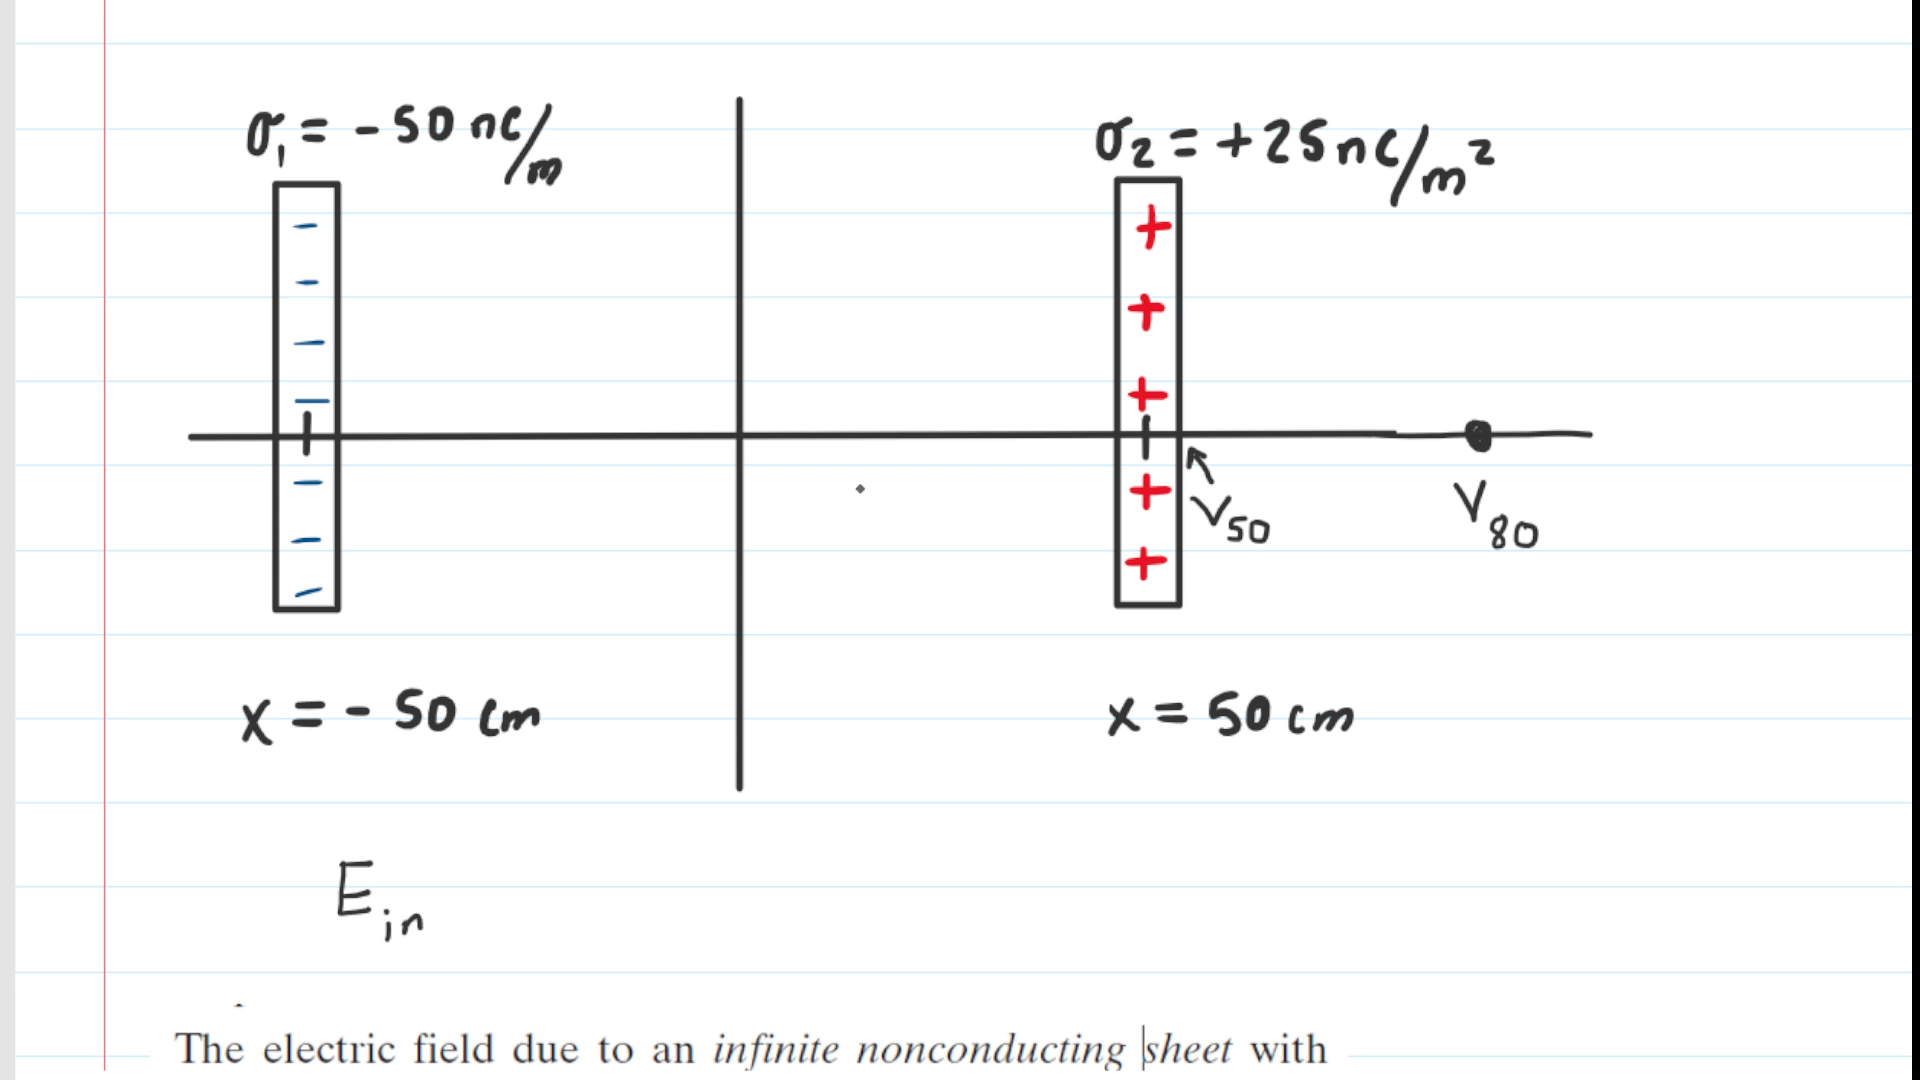 σ₁ = -50 nC/m
σ₂ = +25 nC/m²
- + 
- +
- +
-
V₅₀
V₈₀
- +
- +
-
x = - 50 cm
x = 50 cm
E in
The electric field due to an infinite nonconducting sheet with